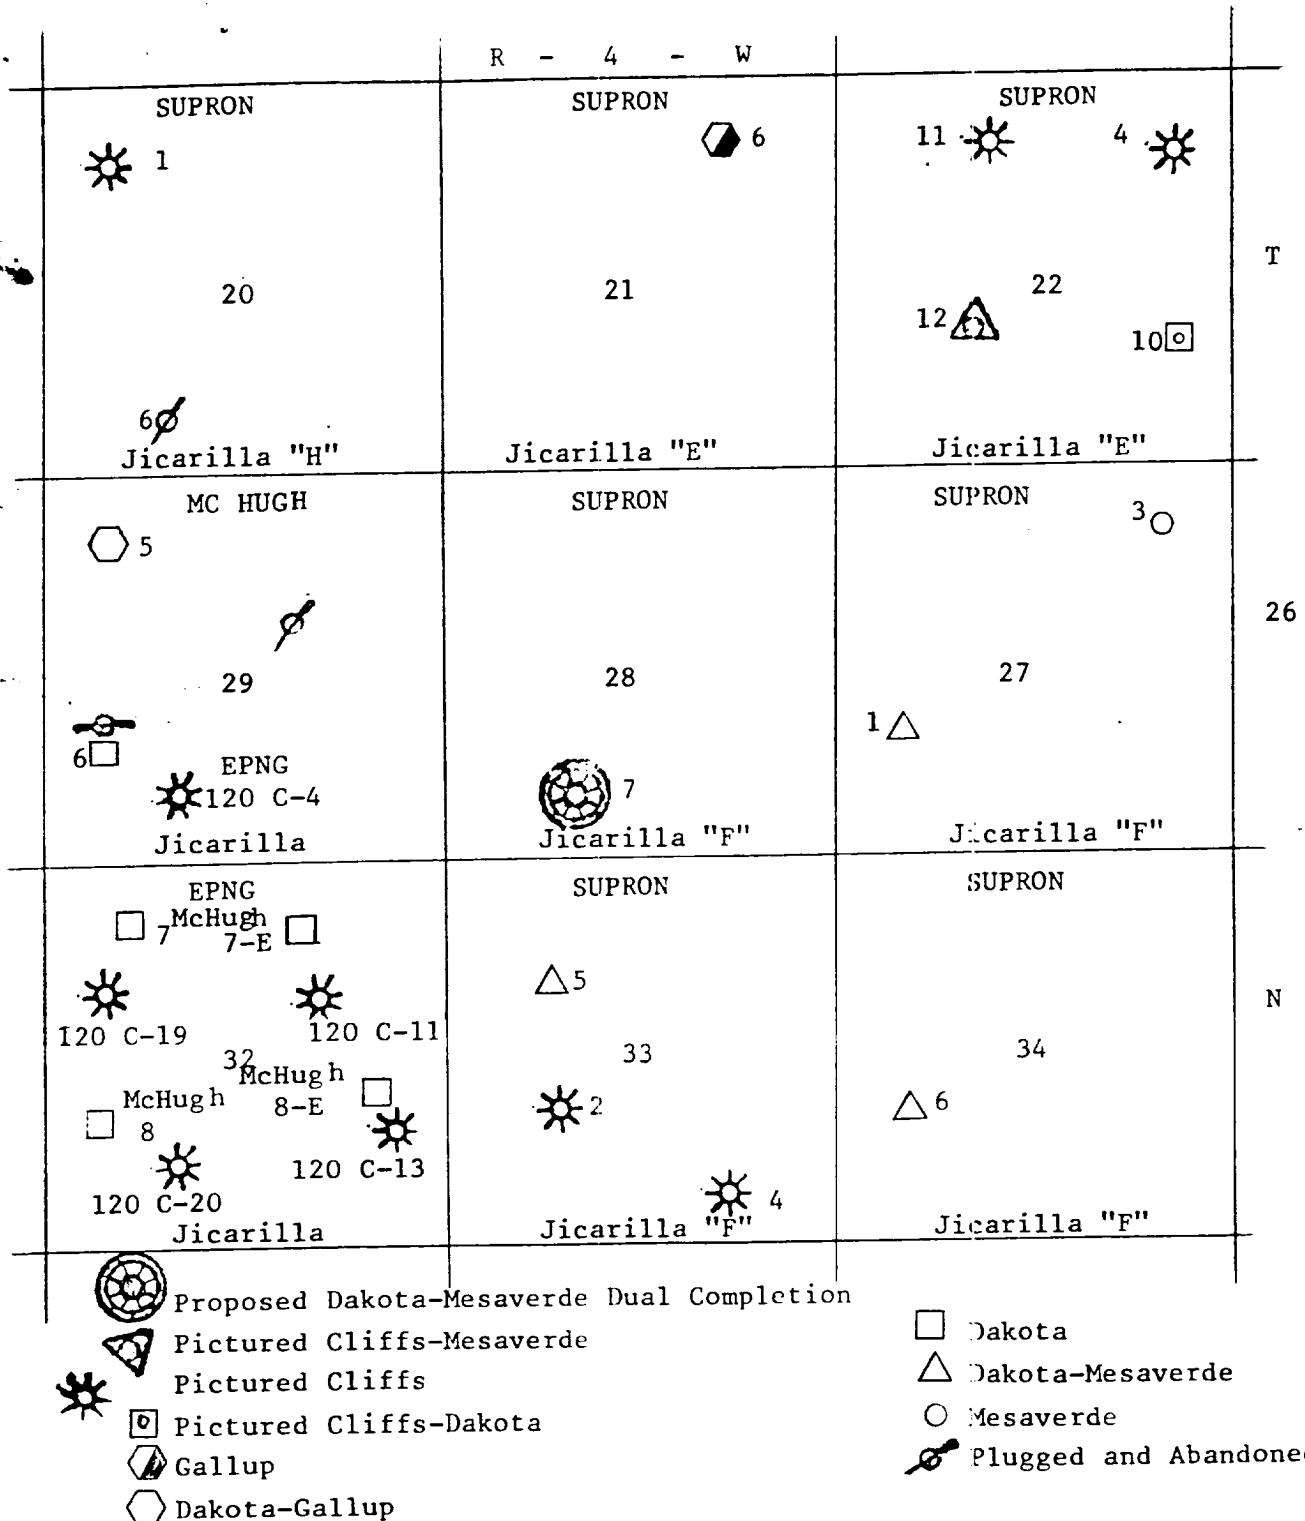 R - 4 - W
SUPRON SUPRON SUPRON
1 6 11 4
T
20 21 22
12 10
6
Jicarilla "H" Jicarilla "E" Jicarilla "E"
MC HUGH SUPRON SUPRON
5 3
26
29 28 27
1
6
EPNG
120 C-4 7
Jicarilla Jicarilla "F" Jicarilla "F"
EPNG SUPRON SUPRON
7 McHugh
7-E
5
N
120 C-19 120 C-11
32 33 34
McHugh
McHugh 8-E 2 6
8
120 C-13
120 C-20 4
Jicarilla Jicarilla "F" Jicarilla "F"
Proposed Dakota-Mesaverde Dual Completion
Pictured Cliffs-Mesaverde
Pictured Cliffs
Pictured Cliffs-Dakota
Gallup
Dakota-Gallup
Dakota
Dakota-Mesaverde
Mesaverde
Plugged and Abandoned